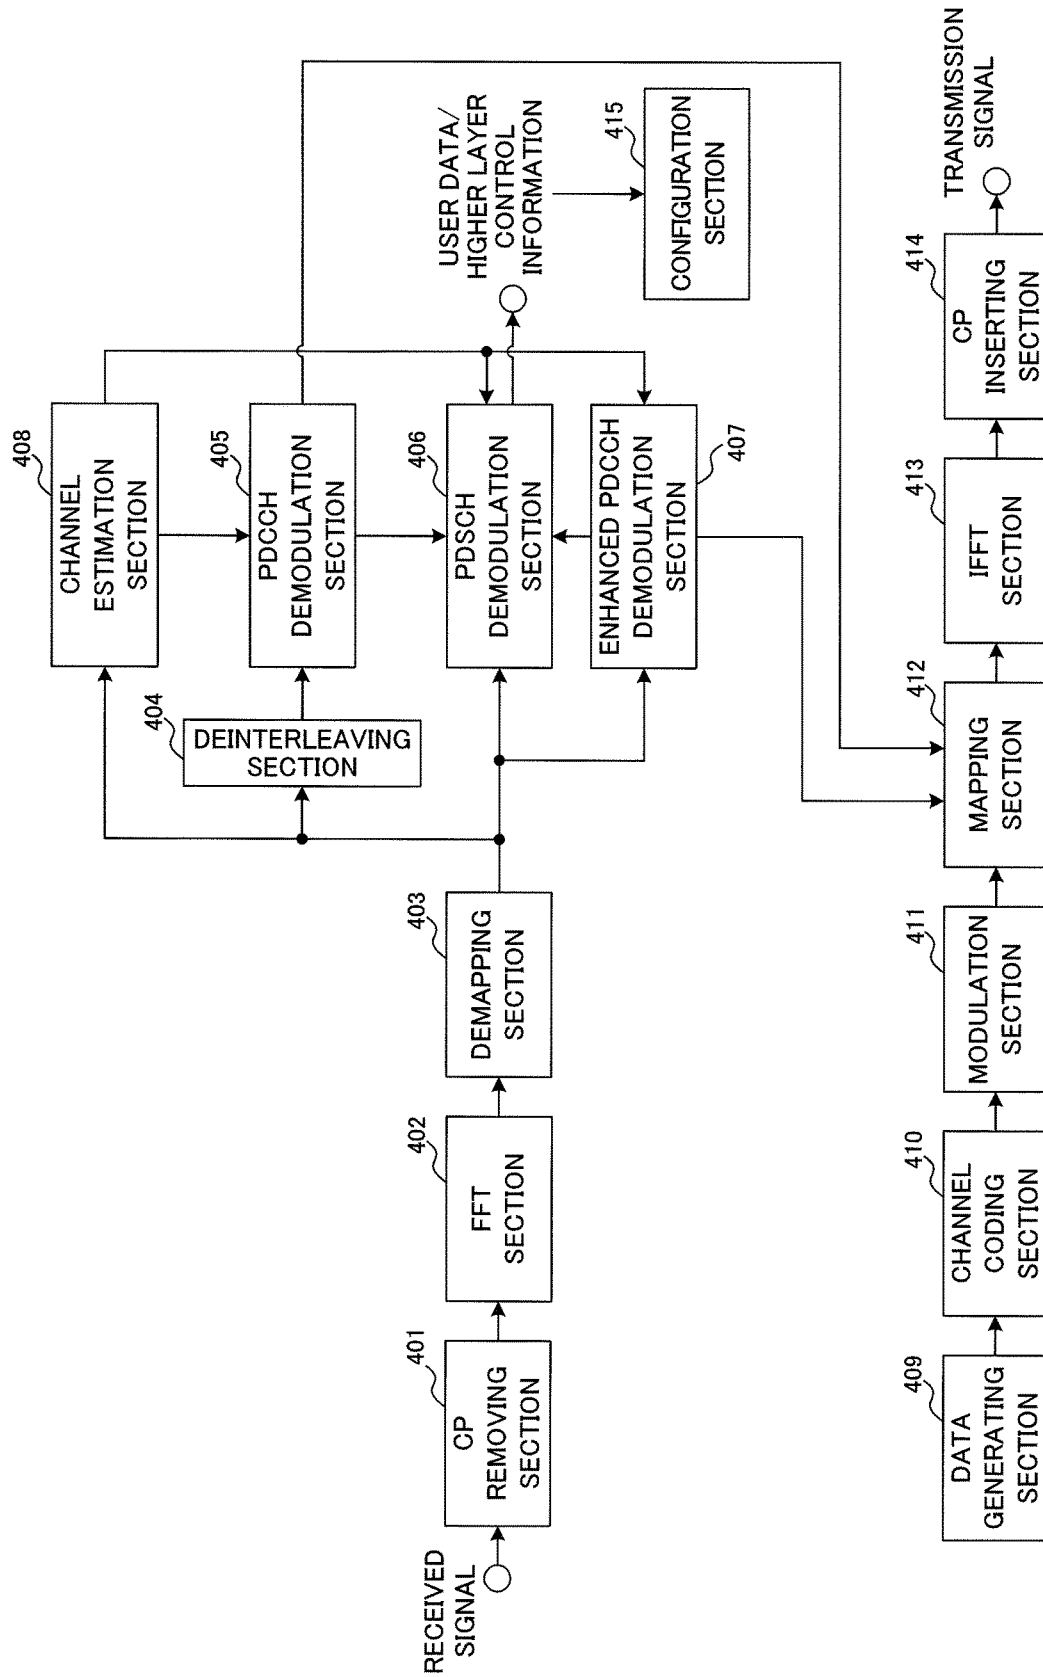 RECEIVED
SIGNAL
401
CP
REMOVING
SECTION
402
FFT
SECTION
403
DEMAPPING
SECTION
404
DEINTERLEAVING
SECTION
408
CHANNEL
ESTIMATION
SECTION
405
PDCCH
DEMODULATION
SECTION
406
PDSCH
DEMODULATION
SECTION
407
ENHANCED PDCCH
DEMODULATION
SECTION
USER DATA/
HIGHER LAYER
CONTROL
INFORMATION
415
CONFIGURATION
SECTION
409
DATA
GENERATING
SECTION
410
CHANNEL
CODING
SECTION
411
MODULATION
SECTION
412
MAPPING
SECTION
413
IFFT
SECTION
414
CP
INSERTING
SECTION
TRANSMISSION
SIGNAL